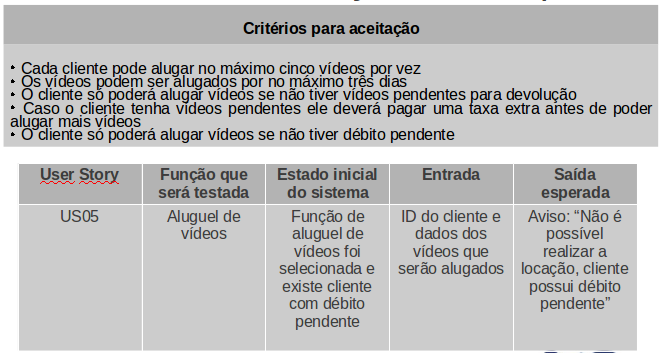 Critérios para aceitação
• Cada cliente pode alugar no máximo cinco vídeos por vez
• Os vídeos podem ser alugados por no máximo três dias
• O cliente só poderá alugar vídeos se não tiver vídeos pendentes para devolução
• Caso o cliente tenha vídeos pendentes ele deverá pagar uma taxa extra antes de poder
alugar mais vídeos
• O cliente só poderá alugar vídeos se não tiver débito pendente
User Story
Função que
será testada
Estado inicial
do sistema
Entrada
Saída
esperada
US05
Aluguel de
vídeos
Função de
aluguel de
vídeos foi
selecionada e
existe cliente
com débito
pendente
ID do cliente e
dados dos
vídeos que
serão alugados
Aviso: “Não é
possível
realizar a
locação, cliente
possui débito
pendente”